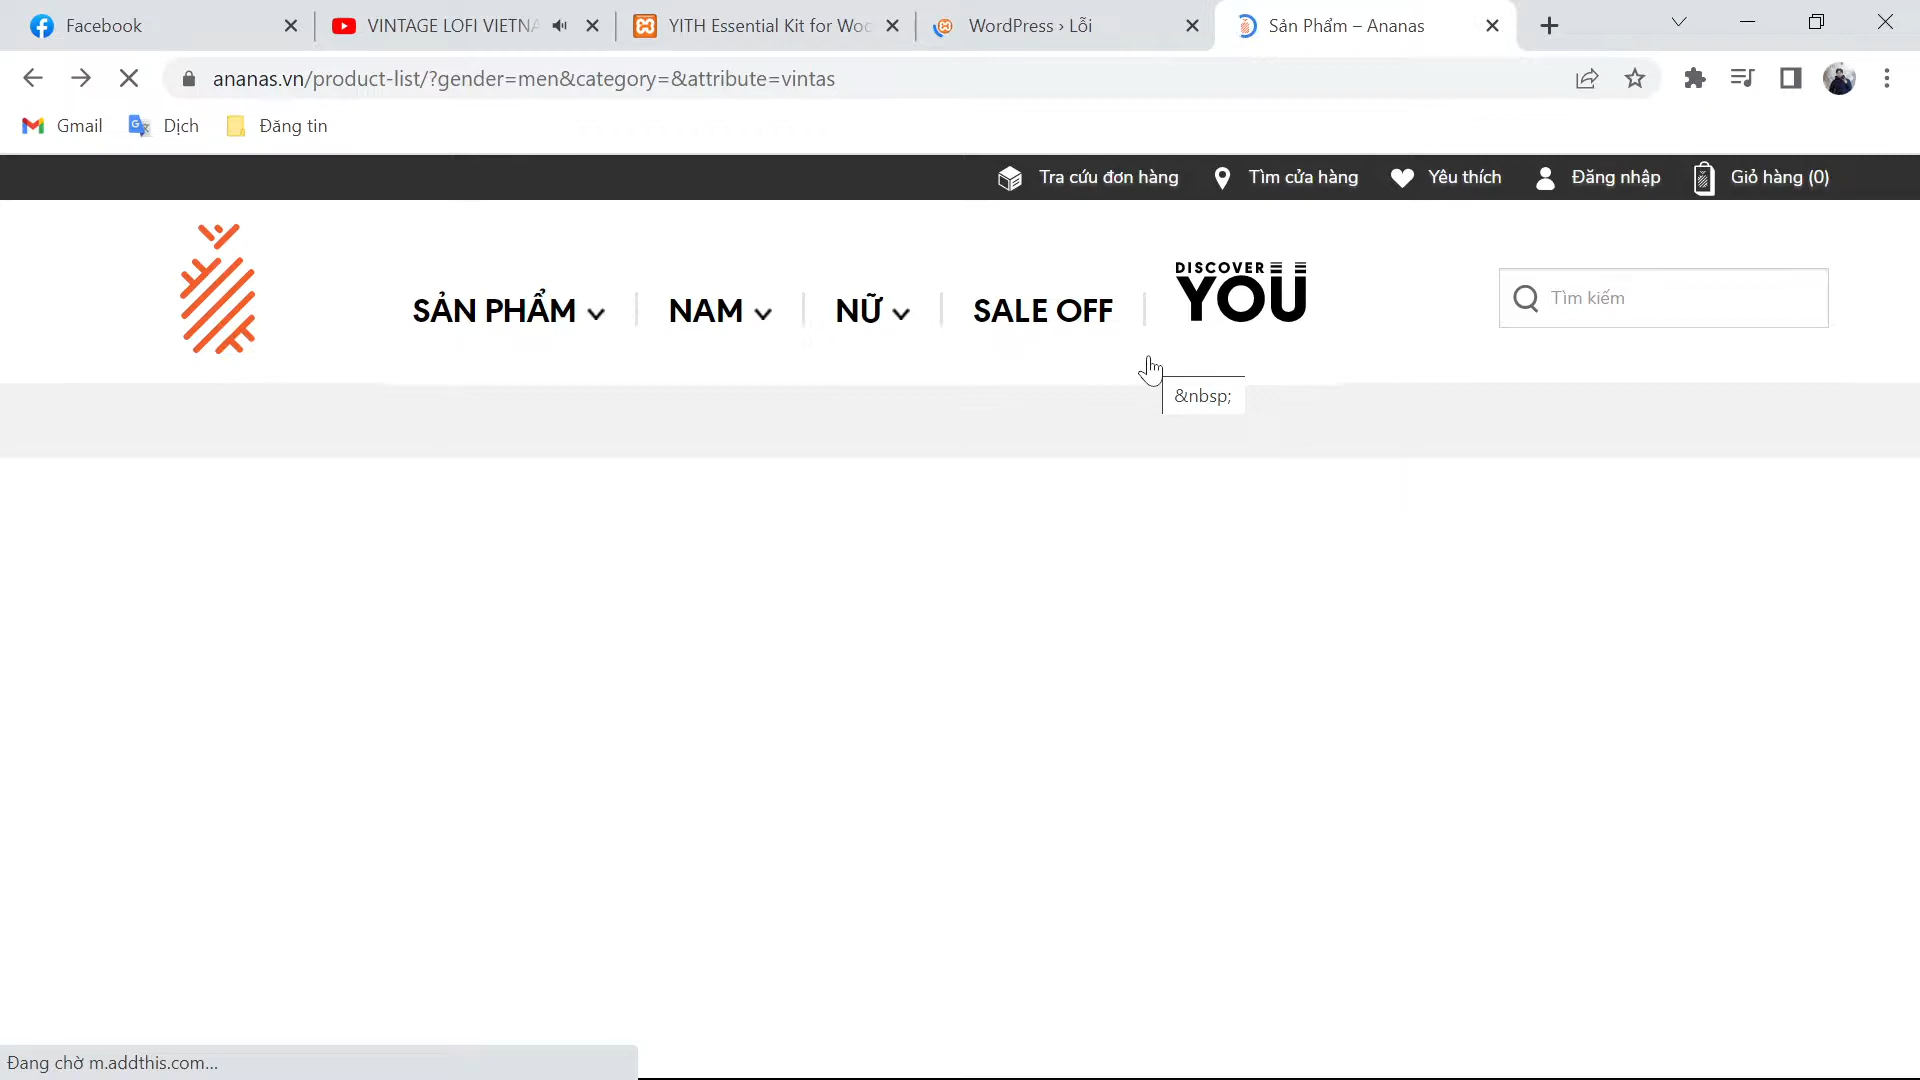 Facebook
VINTAGE LOFI VIETNA
YITH Essential Kit for Woc
WordPress › Lỗi
Sản Phẩm – Ananas
ananas.vn/product-list/?gender=men&category=&attribute=vintas
Gmail
Dịch
Đăng tin
Tra cứu đơn hàng
Tìm cửa hàng
Yêu thích
Đăng nhập
Giỏ hàng (0)
SẢN PHẨM
NAM
NỮ
SALE OFF
DISCOVER
YOU
Tìm kiếm
&nbsp;
Đang chờ m.addthis.com...